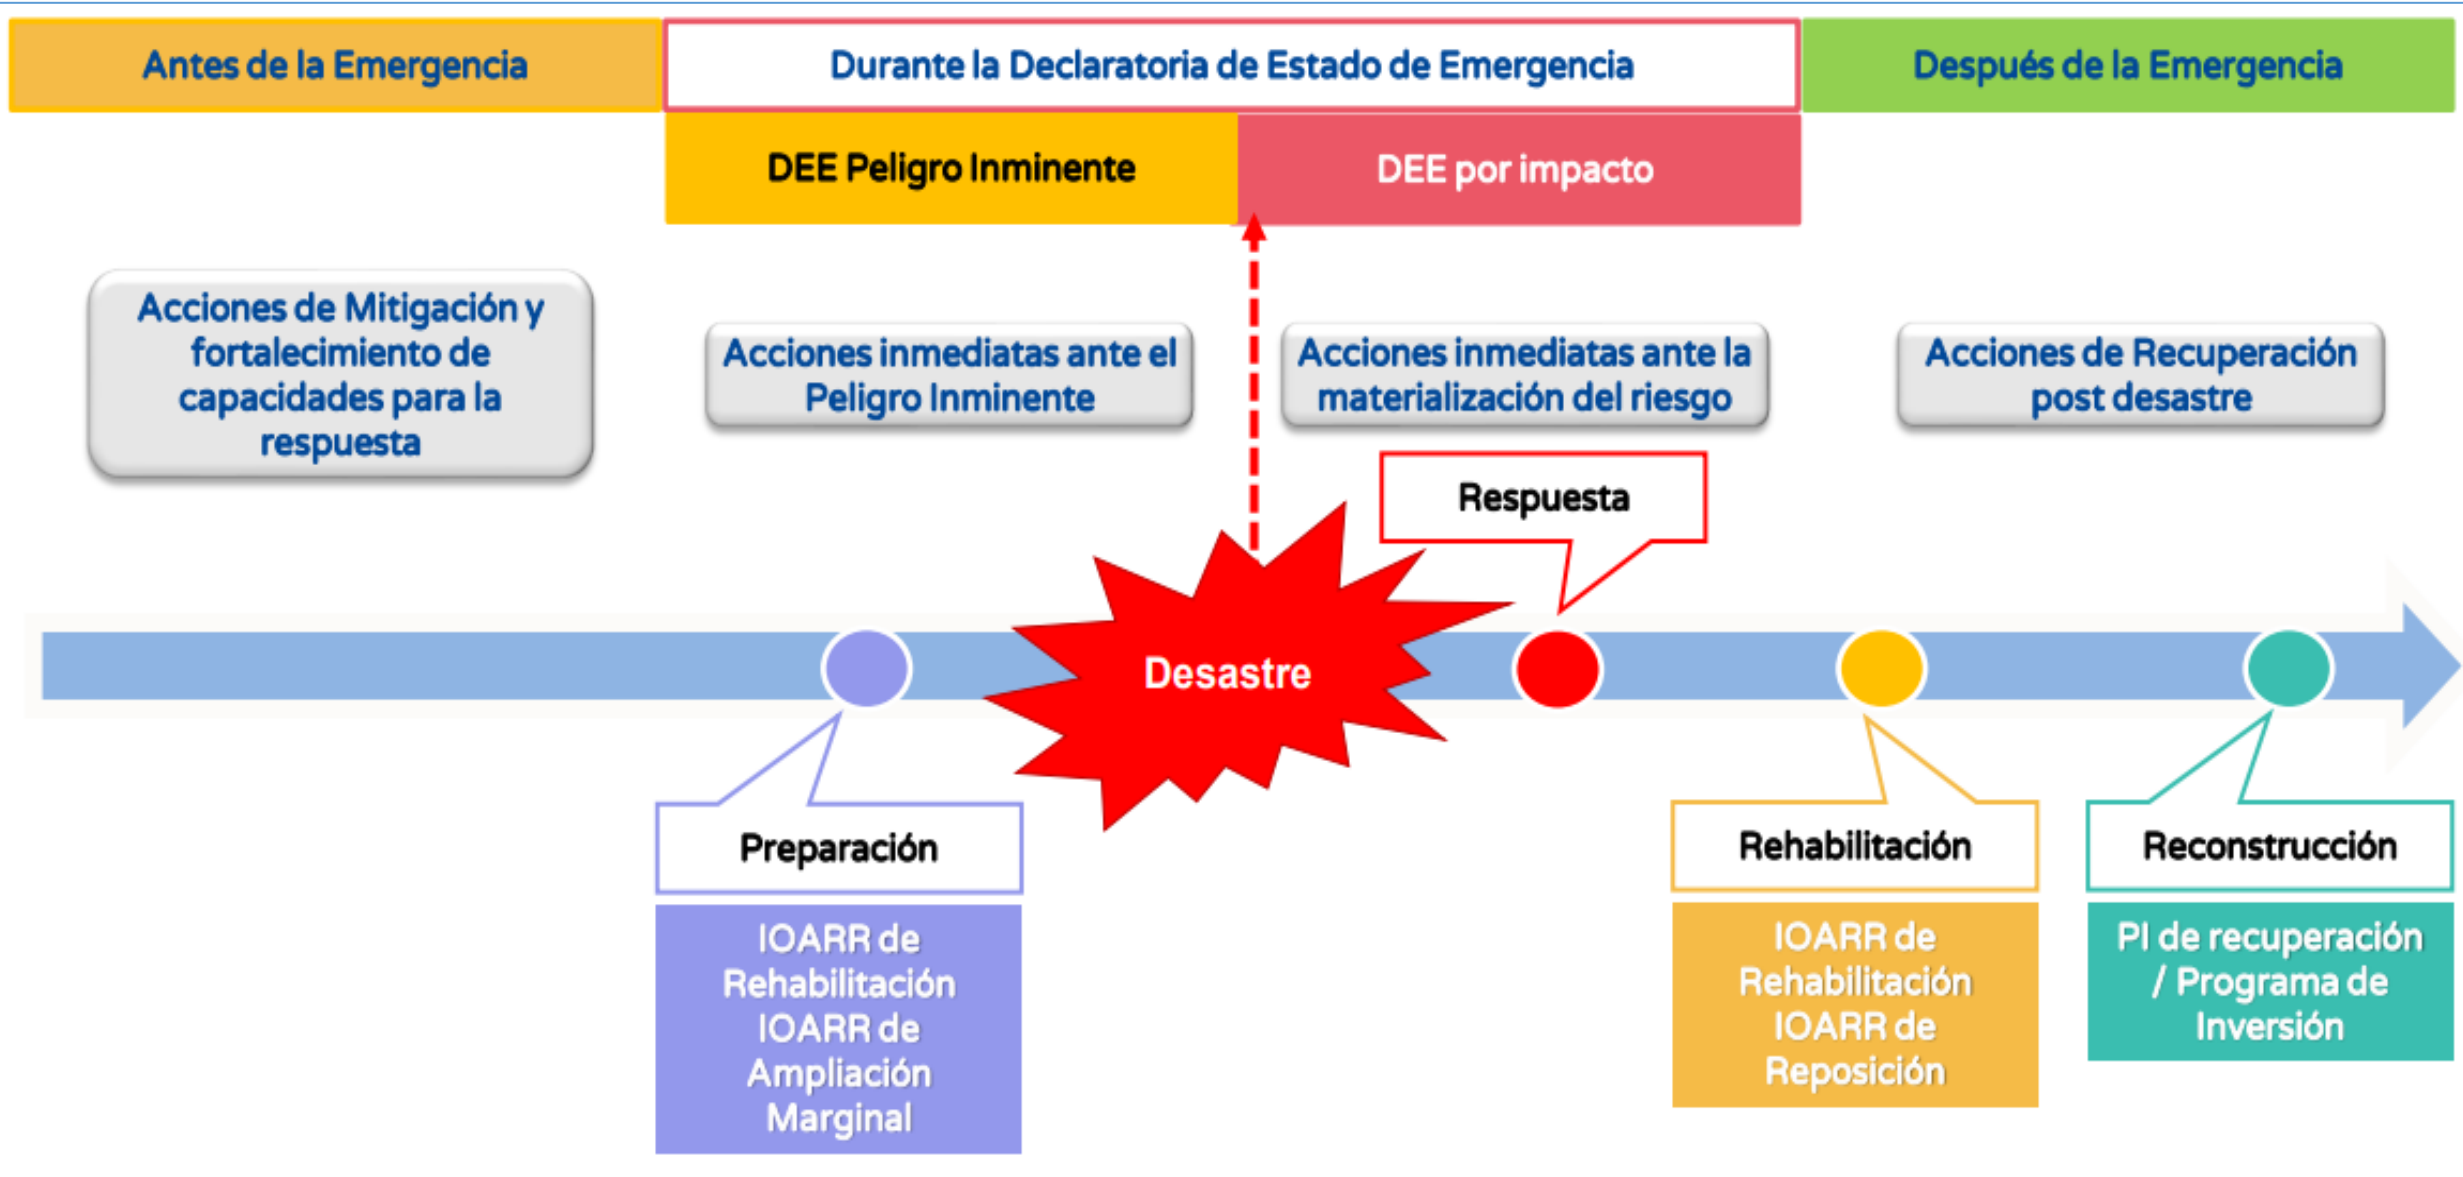 Antes de la Emergencia
Durante la Declaratoria de Estado de Emergencia
Después de la Emergencia
DEE Peligro Inminente
DEE por impacto
Acciones de Mitigación y
fortalecimiento de
capacidades para la
respuesta
Acciones inmediatas ante el
Peligro Inminente
Acciones inmediatas ante la
materialización del riesgo
Acciones de Recuperación
post desastre
Respuesta
Desastre
Preparación
IOARR de
Rehabilitación
IOARR de
Ampliación
Marginal
Rehabilitación
IOARR de
Rehabilitación
IOARR de
Reposición
Reconstrucción
PI de recuperación
/ Programa de
Inversión